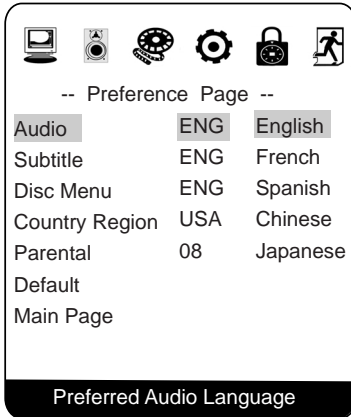 -- Preference Page --
Audio ENG English
Subtitle ENG French
Disc Menu ENG Spanish
Country Region USA Chinese
Parental 08 Japanese
Default
Main Page
Preferred Audio Language